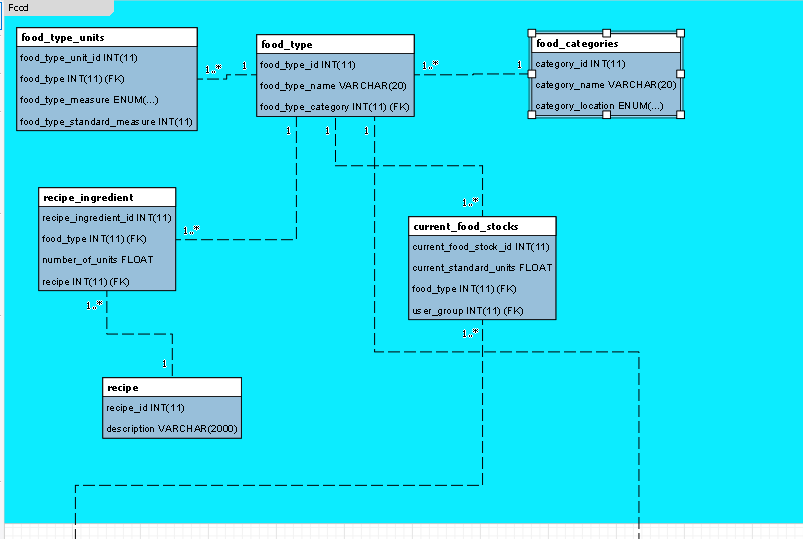 Food
food_type_units
food_type_unit_id INT(11)
food_type INT(11) (FK)
food_type_measure ENUM(...)
food_type_standard_measure INT(11)
1..*
1
food_type
food_type_id INT(11)
food_type_name VARCHAR(20)
food_type_category INT(11) (FK)
1..*
1
food_categories
category_id INT(11)
category_name VARCHAR(20)
category_location ENUM(...)
1
1
1
recipe_ingredient
recipe_ingredient_id INT(11)
food_type INT(11) (FK)
number_of_units FLOAT
recipe INT(11) (FK)
1..*
1..*
current_food_stocks
current_food_stock_id INT(11)
current_standard_units FLOAT
food_type INT(11) (FK)
user_group INT(11) (FK)
1..*
1..*
1
recipe
recipe_id INT(11)
description VARCHAR(2000)